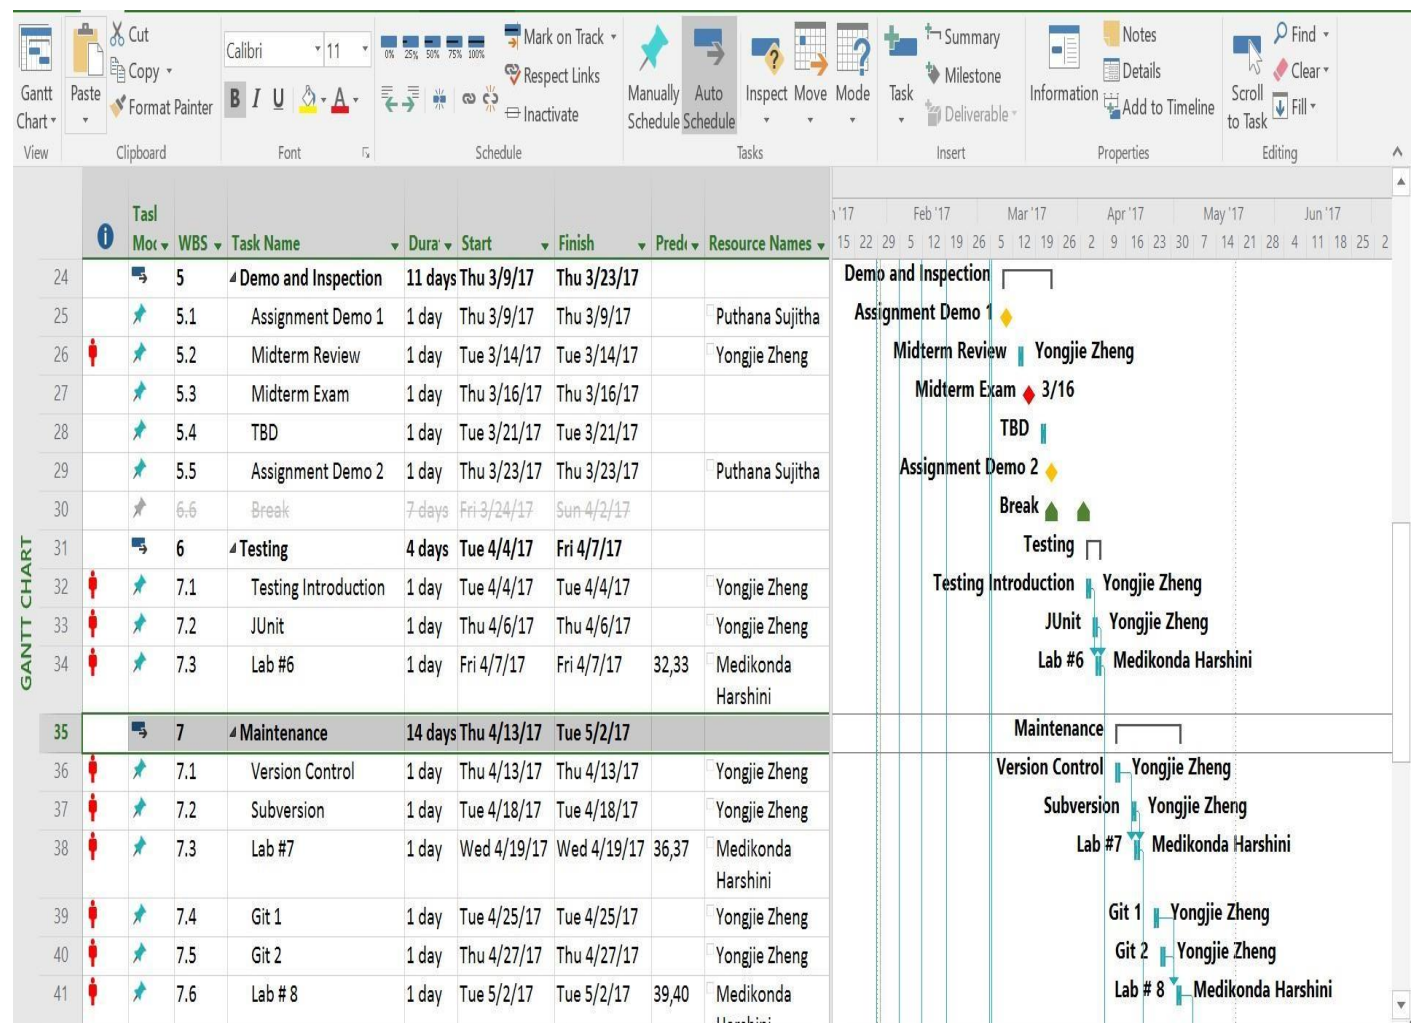 Cut
Copy
Format Painter
Gantt Chart
Paste
View
Clipboard
Calibri 11
B I U A
Font
0% 25% 50% 75% 100%
Mark on Track
Respect Links
Inactivate
Schedule
Manually Schedule
Auto Schedule
Inspect Move Mode
Tasks
Task
Summary
Milestone
Deliverable
Insert
Information
Notes
Details
Add to Timeline
Properties
Scroll to Task
Find
Clear
Fill
Editing
GANTT CHART
Task Moc WBS Task Name Dura Start Finish Prede Resource Names
'17 Feb '17 Mar '17 Apr '17 May '17 Jun '17
15 22 29 5 12 19 26 5 12 19 26 2 9 16 23 30 7 14 21 28 4 11 18 25 2
24 5 Demo and Inspection 11 days Thu 3/9/17 Thu 3/23/17
Demo and Inspection
25 5.1 Assignment Demo 1 1 day Thu 3/9/17 Thu 3/9/17 Puthana Sujitha
Assignment Demo 1
26 5.2 Midterm Review 1 day Tue 3/14/17 Tue 3/14/17 Yongjie Zheng
Midterm Review Yongjie Zheng
27 5.3 Midterm Exam 1 day Thu 3/16/17 Thu 3/16/17
Midterm Exam 3/16
28 5.4 TBD 1 day Tue 3/21/17 Tue 3/21/17
TBD
29 5.5 Assignment Demo 2 1 day Thu 3/23/17 Thu 3/23/17 Puthana Sujitha
Assignment Demo 2
30 6.6 Break 7 days Fri 3/24/17 Sun 4/2/17
Break
31 6 Testing 4 days Tue 4/4/17 Fri 4/7/17
Testing
32 7.1 Testing Introduction 1 day Tue 4/4/17 Tue 4/4/17 Yongjie Zheng
Testing Introduction Yongjie Zheng
33 7.2 JUnit 1 day Thu 4/6/17 Thu 4/6/17 Yongjie Zheng
JUnit Yongjie Zheng
34 7.3 Lab #6 1 day Fri 4/7/17 Fri 4/7/17 32,33 Medikonda Harshini
Lab #6 Medikonda Harshini
35 7 Maintenance 14 days Thu 4/13/17 Tue 5/2/17
Maintenance
36 7.1 Version Control 1 day Thu 4/13/17 Thu 4/13/17 Yongjie Zheng
Version Control Yongjie Zheng
37 7.2 Subversion 1 day Tue 4/18/17 Tue 4/18/17 Yongjie Zheng
Subversion Yongjie Zheng
38 7.3 Lab #7 1 day Wed 4/19/17 Wed 4/19/17 36,37 Medikonda Harshini
Lab #7 Medikonda Harshini
39 7.4 Git 1 1 day Tue 4/25/17 Tue 4/25/17 Yongjie Zheng
Git 1 Yongjie Zheng
40 7.5 Git 2 1 day Thu 4/27/17 Thu 4/27/17 Yongjie Zheng
Git 2 Yongjie Zheng
41 7.6 Lab # 8 1 day Tue 5/2/17 Tue 5/2/17 39,40 Medikonda
Lab # 8 Medikonda Harshini